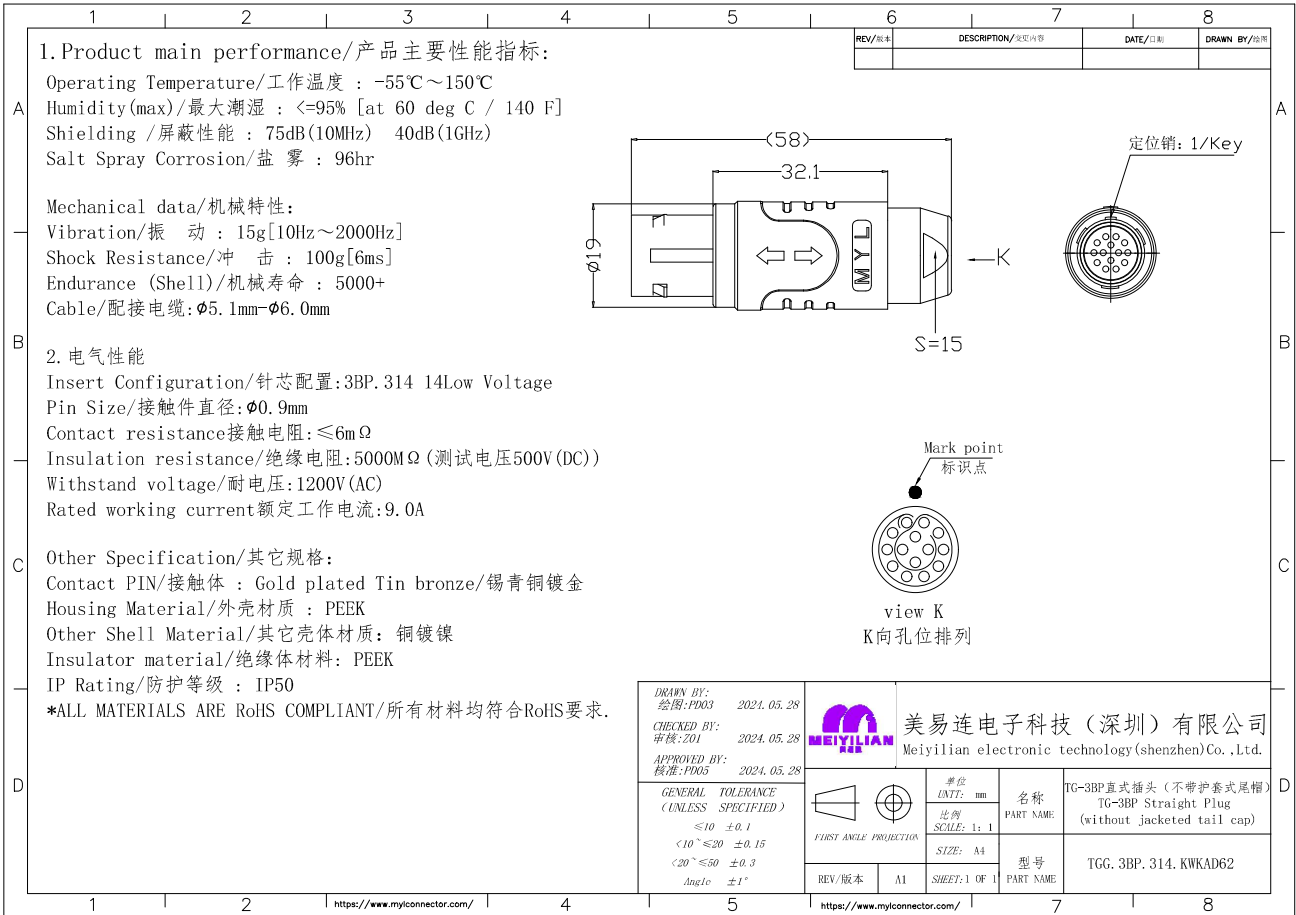 1 2 3 4 5 6 7 8
REV/版本 DESCRIPTION/变更内容 DATE/日期 DRAWN BY/绘图
1.Product main performance/产品主要性能指标:
Operating Temperature/工作温度 : -55℃～150℃
Humidity(max)/最大潮湿 : <=95% [at 60 deg C / 140 F]
Shielding /屏蔽性能 : 75dB(10MHz) 40dB(1GHz)
Salt Spray Corrosion/盐 雾 : 96hr
Mechanical data/机械特性:
Vibration/振 动 : 15g[10Hz～2000Hz]
Shock Resistance/冲 击 : 100g[6ms]
Endurance (Shell)/机械寿命 : 5000+
Cable/配接电缆:Φ5.1mm-Φ6.0mm
2.电气性能
Insert Configuration/针芯配置:3BP.314 14Low Voltage
Pin Size/接触件直径:Φ0.9mm
Contact resistance接触电阻:≤6mΩ
Insulation resistance/绝缘电阻:5000MΩ(测试电压500V(DC))
Withstand voltage/耐电压:1200V(AC)
Rated working current额定工作电流:9.0A
Other Specification/其它规格:
Contact PIN/接触体 : Gold plated Tin bronze/锡青铜镀金
Housing Material/外壳材质 : PEEK
Other Shell Material/其它壳体材质: 铜镀镍
Insulator material/绝缘体材料: PEEK
IP Rating/防护等级 : IP50
*ALL MATERIALS ARE RoHS COMPLIANT/所有材料均符合RoHS要求.
A
B
C
D
(58)
32.1
ø19
MYL
K
S=15
定位销: 1/Key
Mark point
标识点
view K
K向孔位排列
A
B
C
D
DRAWN BY:
绘图:PD03 2024.05.28
CHECKED BY:
审核:Z01 2024.05.28
APPROVED BY:
核准:PD05 2024.05.28
GENERAL TOLERANCE
(UNLESS SPECIFIED)
≤10 ±0.1
<10~≤20 ±0.15
<20~≤50 ±0.3
Angle ±1°
MEIYILIAN
美易连
美易连电子科技（深圳）有限公司
Meiyilian electronic technology(shenzhen)Co.,Ltd.
FIRST ANGLE PROJECTION
REV/版本 A1
单位
UNTT: mm
比例
SCALE: 1:1
SIZE: A4
SHEET:1 OF 1
名称
PART NAME
TG-3BP直式插头（不带护套式尾帽）
TG-3BP Straight Plug
(without jacketed tail cap)
型号
PART NAME
TGG.3BP.314.KWKAD62
1 2 https://www.mylconnector.com/ 4 5 https://www.mylconnector.com/ 7 8